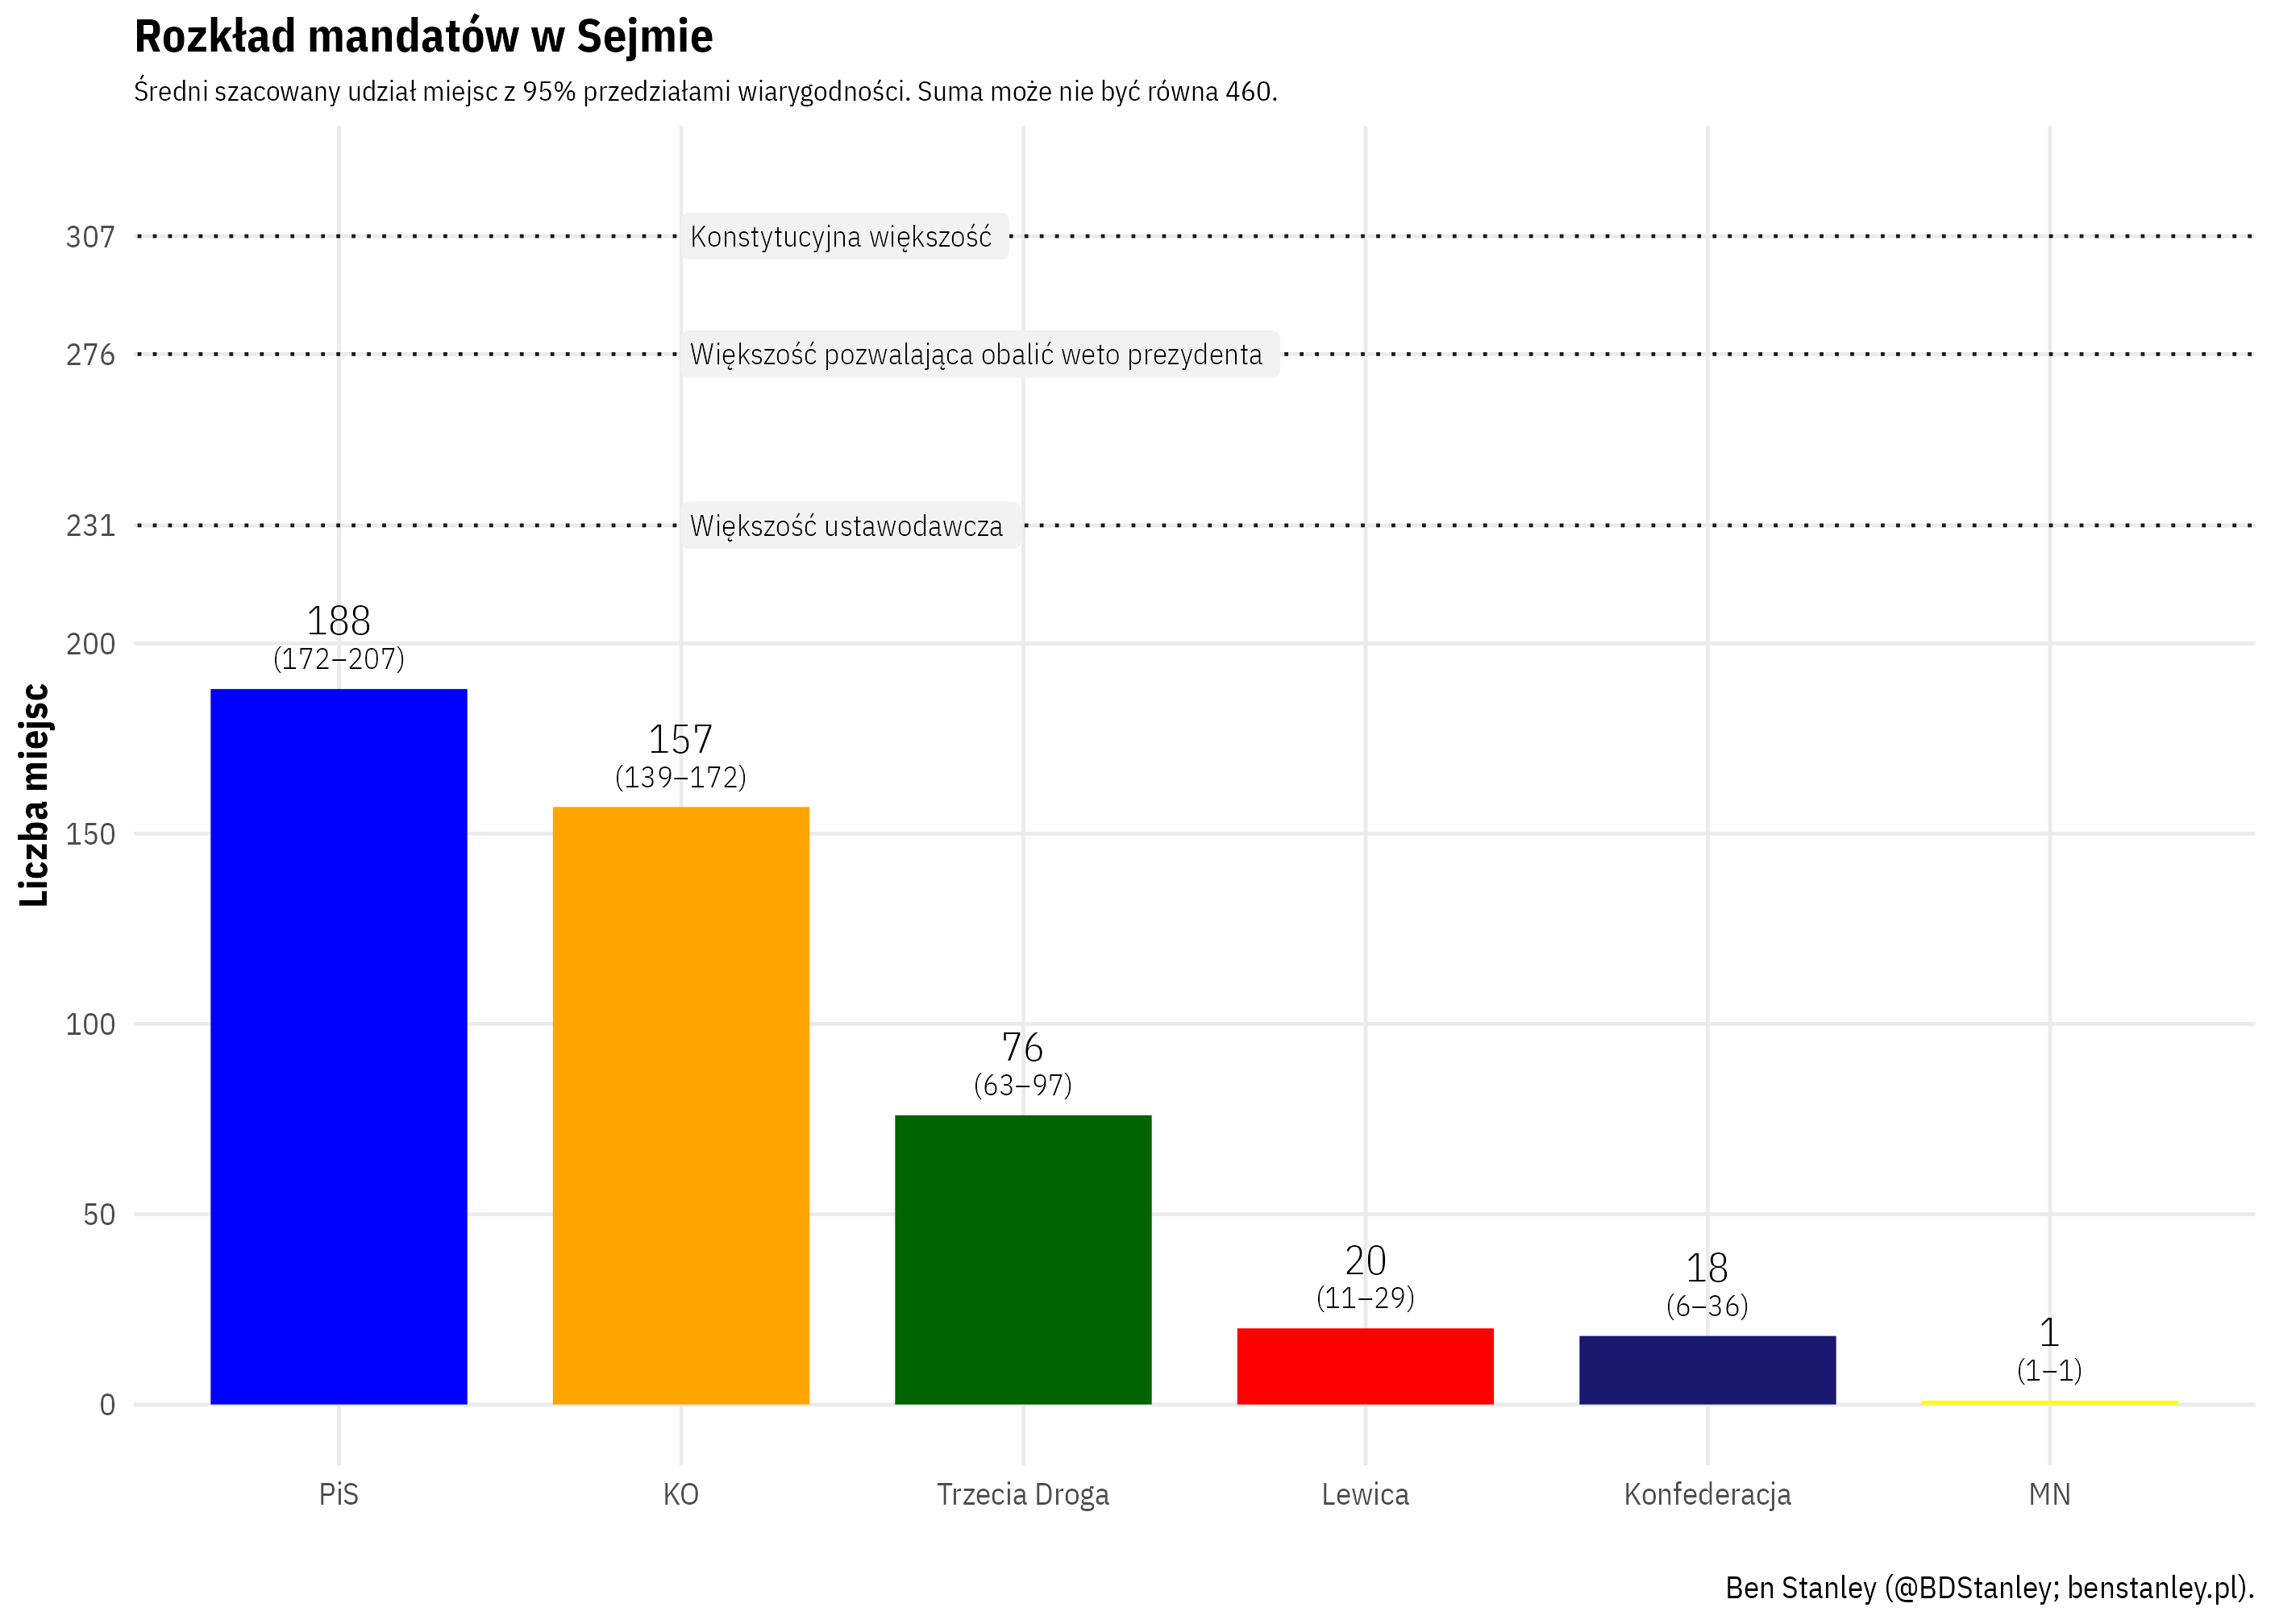 Rozkład mandatów w Sejmie
Średni szacowany udział miejsc z 95% przedziałami wiarygodności. Suma może nie być równa 460.
307
Konstytucyjna większość
276
Większość pozwalająca obalić weto prezydenta
231
Większość ustawodawcza
Liczba miejsc
200
150
100
50
0
188
(172–207)
157
(139–172)
76
(63–97)
20
(11–29)
18
(6–36)
1
(1–1)
PiS
KO
Trzecia Droga
Lewica
Konfederacja
MN
Ben Stanley (@BDStanley; benstanley.pl).